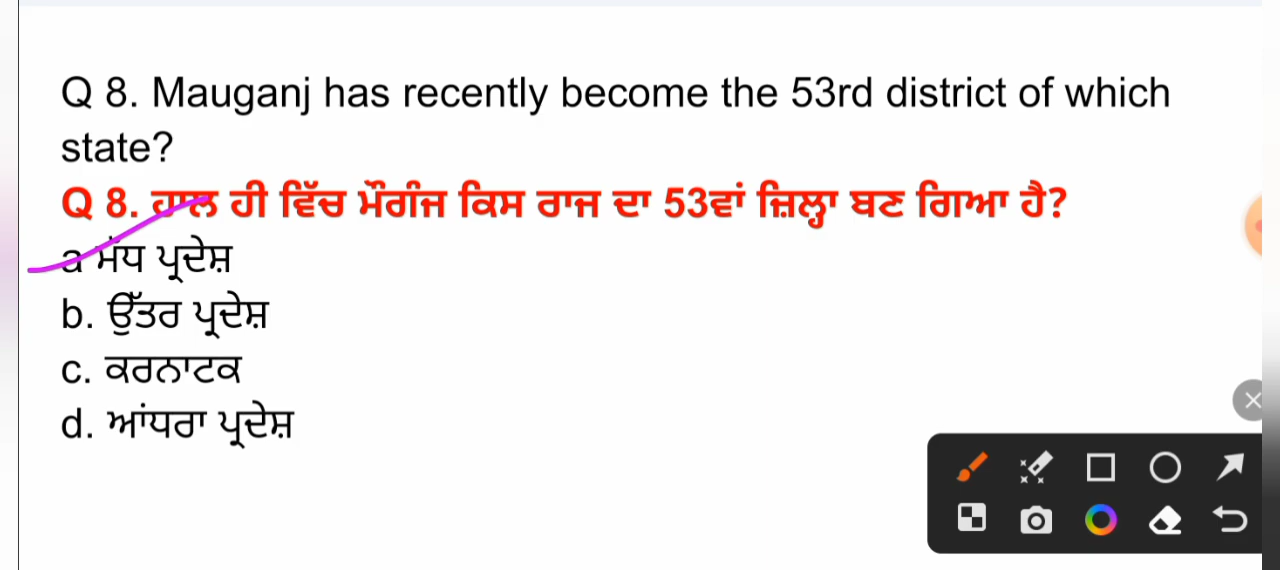 Q 8. Mauganj has recently become the 53rd district of which
state?
Q 8. ਹਾਲ ਹੀ ਵਿੱਚ ਮੌਗੰਜ ਕਿਸ ਰਾਜ ਦਾ 53ਵਾਂ ਜ਼ਿਲ੍ਹਾ ਬਣ ਗਿਆ ਹੈ?
a ਮੱਧ ਪ੍ਰਦੇਸ਼
b. ਉੱਤਰ ਪ੍ਰਦੇਸ਼
c. ਕਰਨਾਟਕ
d. ਆਂਧਰਾ ਪ੍ਰਦੇਸ਼